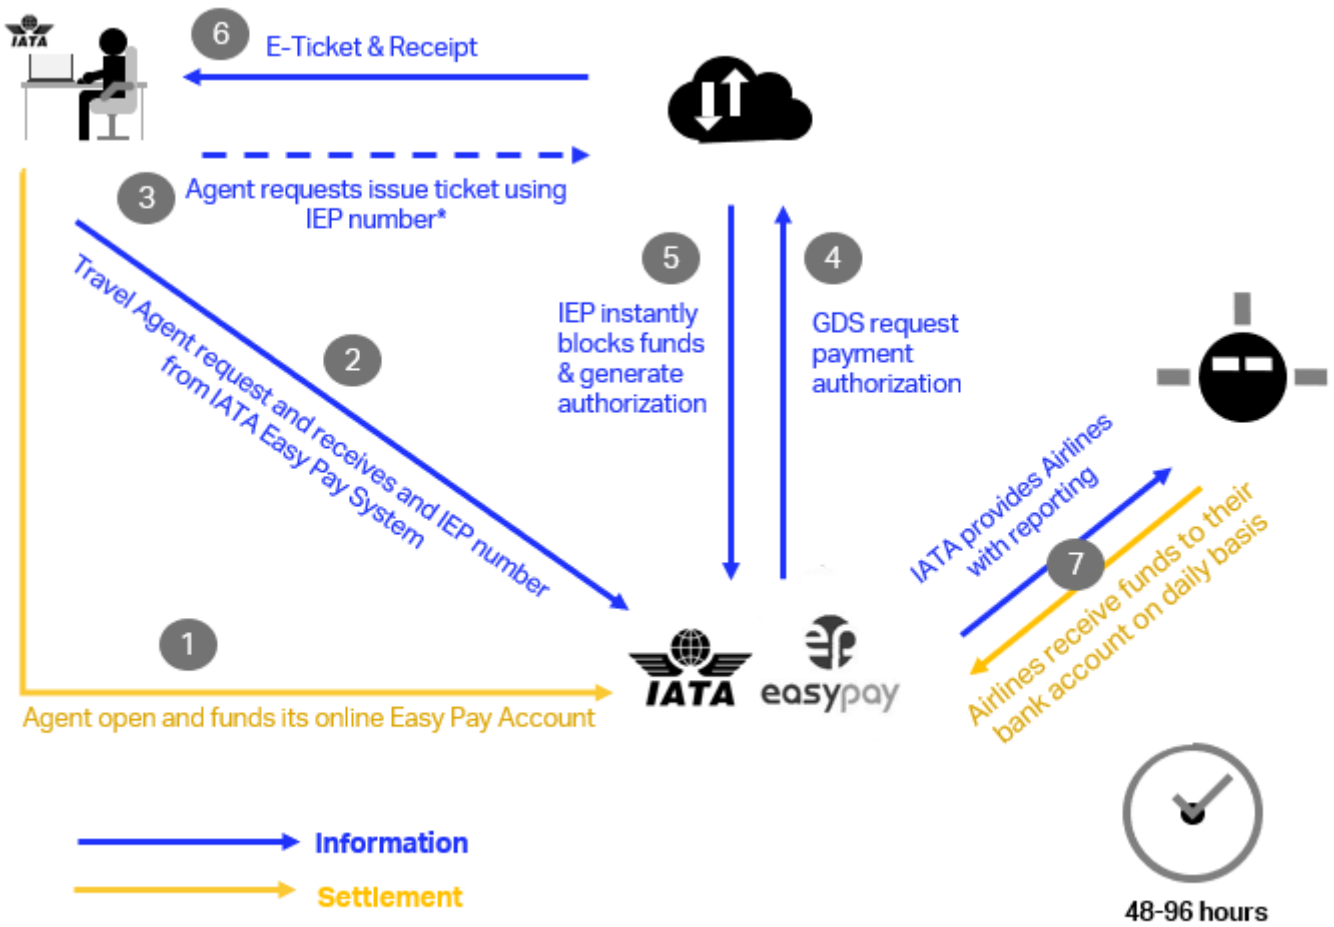 IATA
6
E-Ticket & Receipt
3
Agent requests issue ticket using
IEP number*
2
Travel Agent request and receives and IEP number
from IATA Easy Pay System
5
IEP instantly
blocks funds
& generate
authorization
4
GDS request
payment
authorization
IATA provides Airlines
with reporting
7
Airlines receive funds to their
bank account on daily basis
1
Agent open and funds its online Easy Pay Account
IATA
ep
easypay
Information
Settlement
48-96 hours